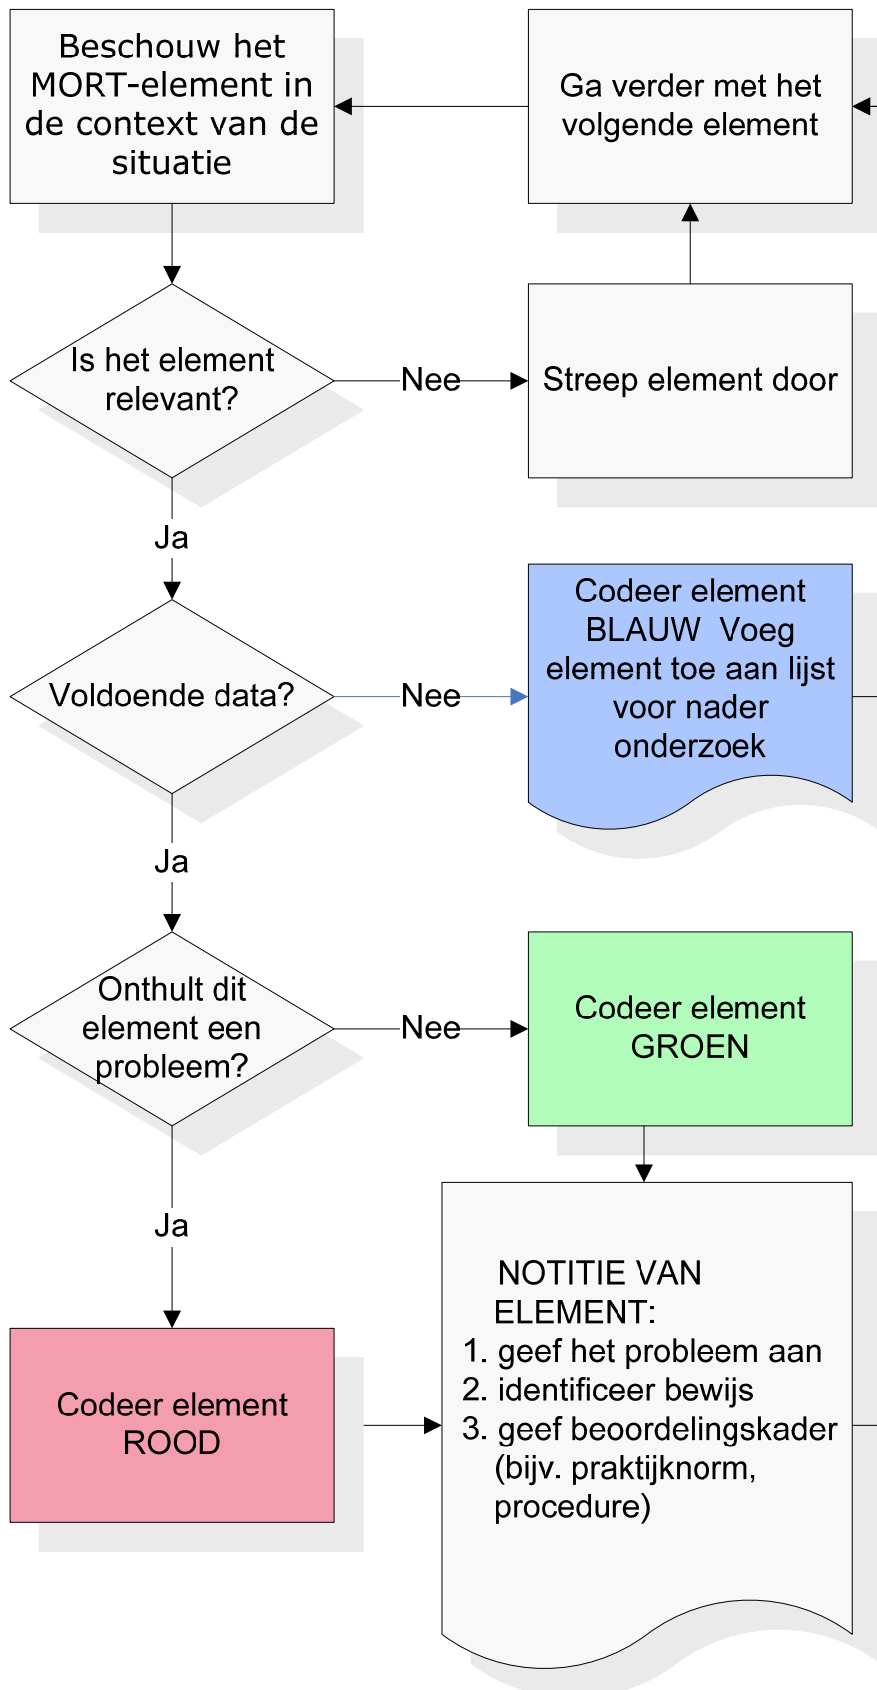 Beschouw het
MORT-element in
de context van de
situatie
Ga verder met het
volgende element
Is het element
relevant?
Nee
Streep element door
Ja
Voldoende data?
Nee
Codeer element
BLAUW  Voeg
element toe aan lijst
voor nader
onderzoek
Ja
Onthult dit
element een
probleem?
Nee
Codeer element
GROEN
Ja
Codeer element
ROOD
NOTITIE VAN
ELEMENT:
1. geef het probleem aan
2. identificeer bewijs
3. geef beoordelingskader
(bijv. praktijknorm,
procedure)